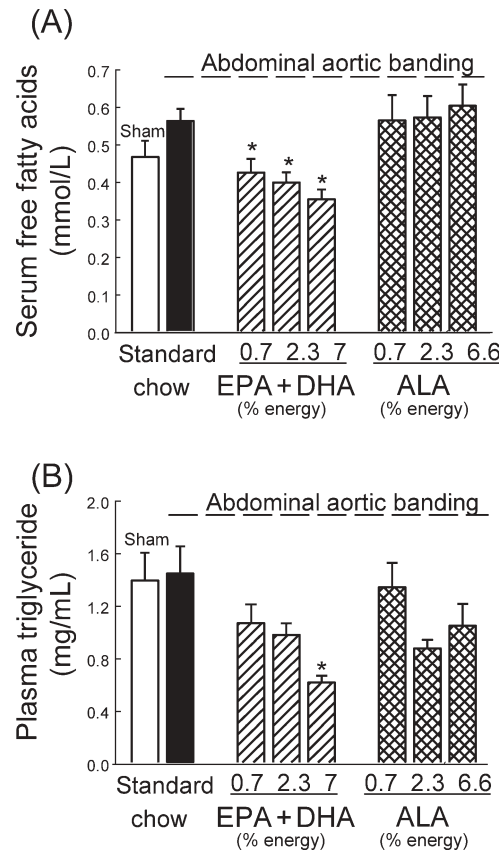 (A)
Abdominal aortic banding
Serum free fatty acids
(mmol/L)
0.7
0.6
0.5
0.4
0.3
0.2
0.1
0.0
Sham
* * *
0.7 2.3 7 0.7 2.3 6.6
Standard
chow
EPA + DHA
(% energy)
ALA
(% energy)
(B)
Abdominal aortic banding
Plasma triglyceride
(mg/mL)
2.0
1.6
1.2
0.8
0.4
0.0
Sham
*
0.7 2.3 7 0.7 2.3 6.6
Standard
chow
EPA + DHA
(% energy)
ALA
(% energy)